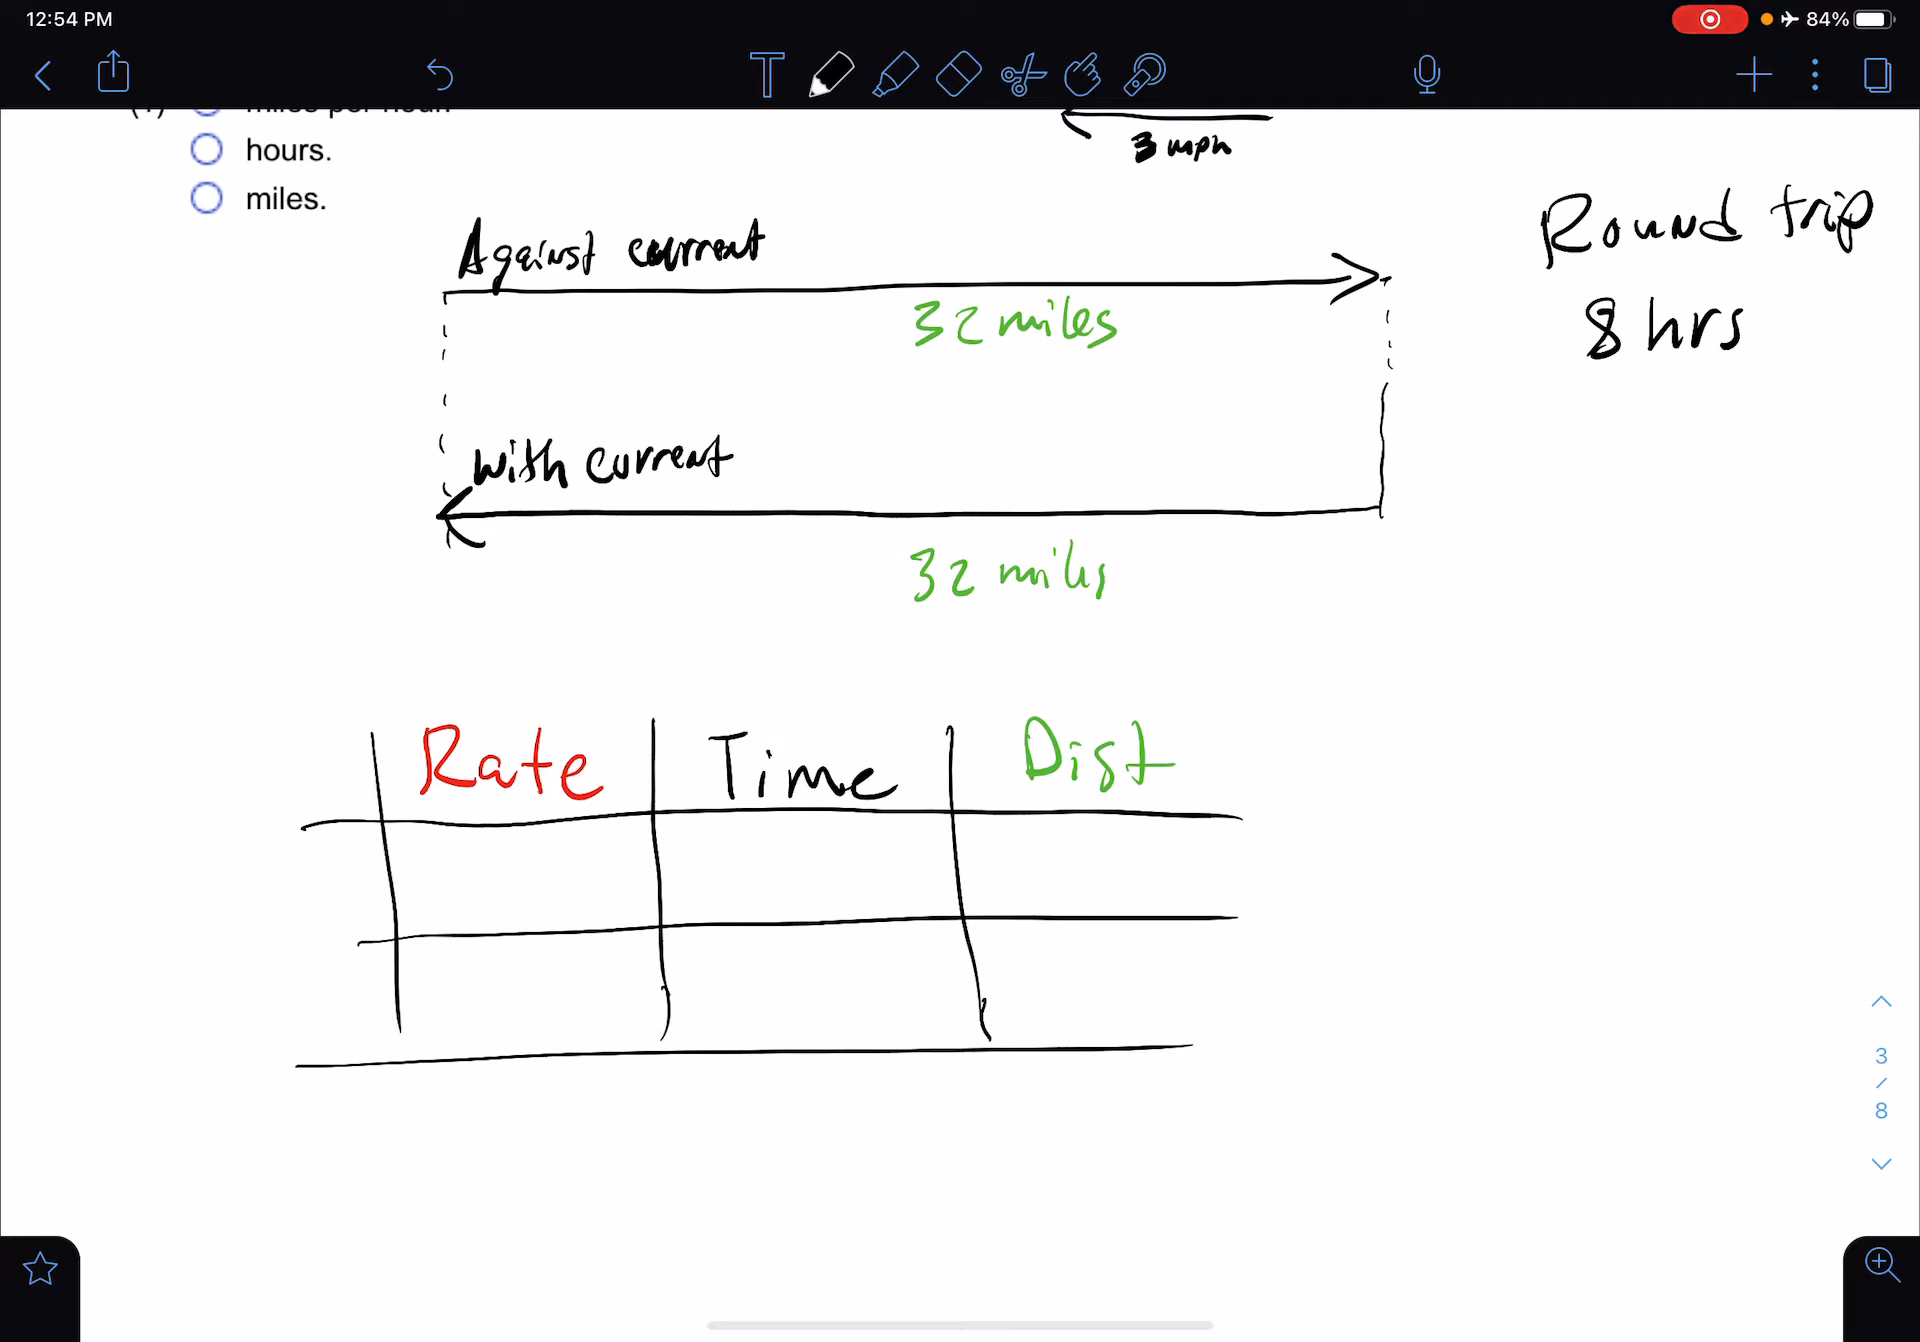 12:54 PM
84%
T
hours.
miles.
3 mph
Against current
32 miles
Round trip
8 hrs
With current
32 miles
Rate Time Dist
3
/
8